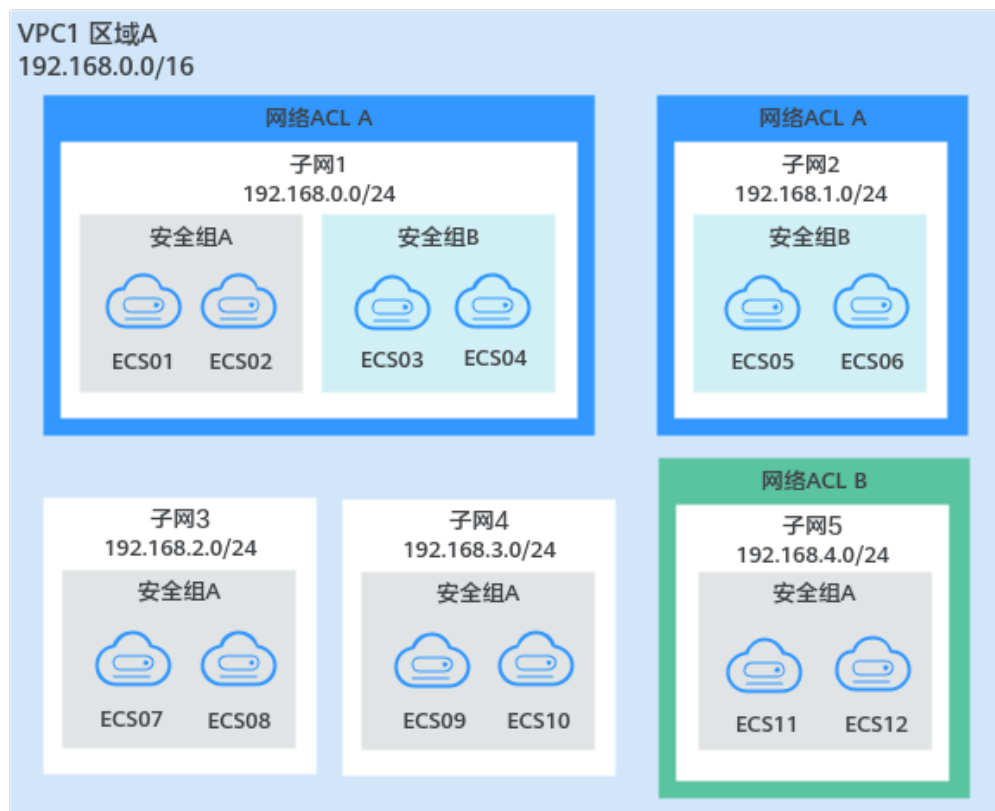 VPC1 区域A
192.168.0.0/16
网络ACL A
子网1
192.168.0.0/24
安全组A
ECS01 ECS02
安全组B
ECS03 ECS04
网络ACL A
子网2
192.168.1.0/24
安全组B
ECS05 ECS06
子网3
192.168.2.0/24
安全组A
ECS07 ECS08
子网4
192.168.3.0/24
安全组A
ECS09 ECS10
网络ACL B
子网5
192.168.4.0/24
安全组A
ECS11 ECS12